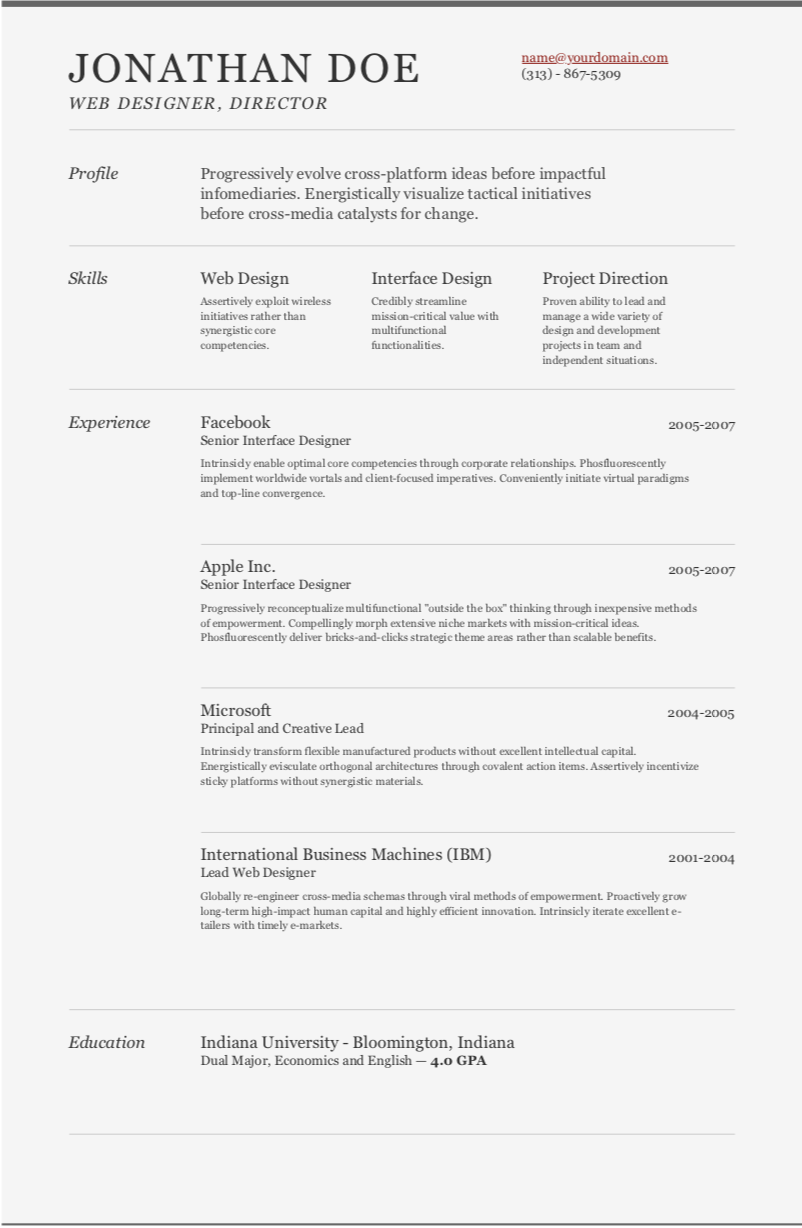 JONATHAN DOE
WEB DESIGNER, DIRECTOR
name@yourdomain.com
(313) - 867-5309
Profile
Progressively evolve cross-platform ideas before impactful
infomediaries. Energistically visualize tactical initiatives
before cross-media catalysts for change.
Skills
Web Design
Assertively exploit wireless
initiatives rather than
synergistic core
competencies.
Interface Design
Credibly streamline
mission-critical value with
multifunctional
functionalities.
Project Direction
Proven ability to lead and
manage a wide variety of
design and development
projects in team and
independent situations.
Experience
Facebook
2005-2007
Senior Interface Designer
Intrinsicly enable optimal core competencies through corporate relationships. Phosfluorescently
implement worldwide vortals and client-focused imperatives. Conveniently initiate virtual paradigms
and top-line convergence.
Apple Inc.
2005-2007
Senior Interface Designer
Progressively reconceptualize multifunctional "outside the box" thinking through inexpensive methods
of empowerment. Compellingly morph extensive niche markets with mission-critical ideas.
Phosfluorescently deliver bricks-and-clicks strategic theme areas rather than scalable benefits.
Microsoft
2004-2005
Principal and Creative Lead
Intrinsicly transform flexible manufactured products without excellent intellectual capital.
Energistically evisculate orthogonal architectures through covalent action items. Assertively incentivize
sticky platforms without synergistic materials.
International Business Machines (IBM)
2001-2004
Lead Web Designer
Globally re-engineer cross-media schemas through viral methods of empowerment. Proactively grow
long-term high-impact human capital and highly efficient innovation. Intrinsicly iterate excellent e-
tailers with timely e-markets.
Education
Indiana University - Bloomington, Indiana
Dual Major, Economics and English — 4.0 GPA